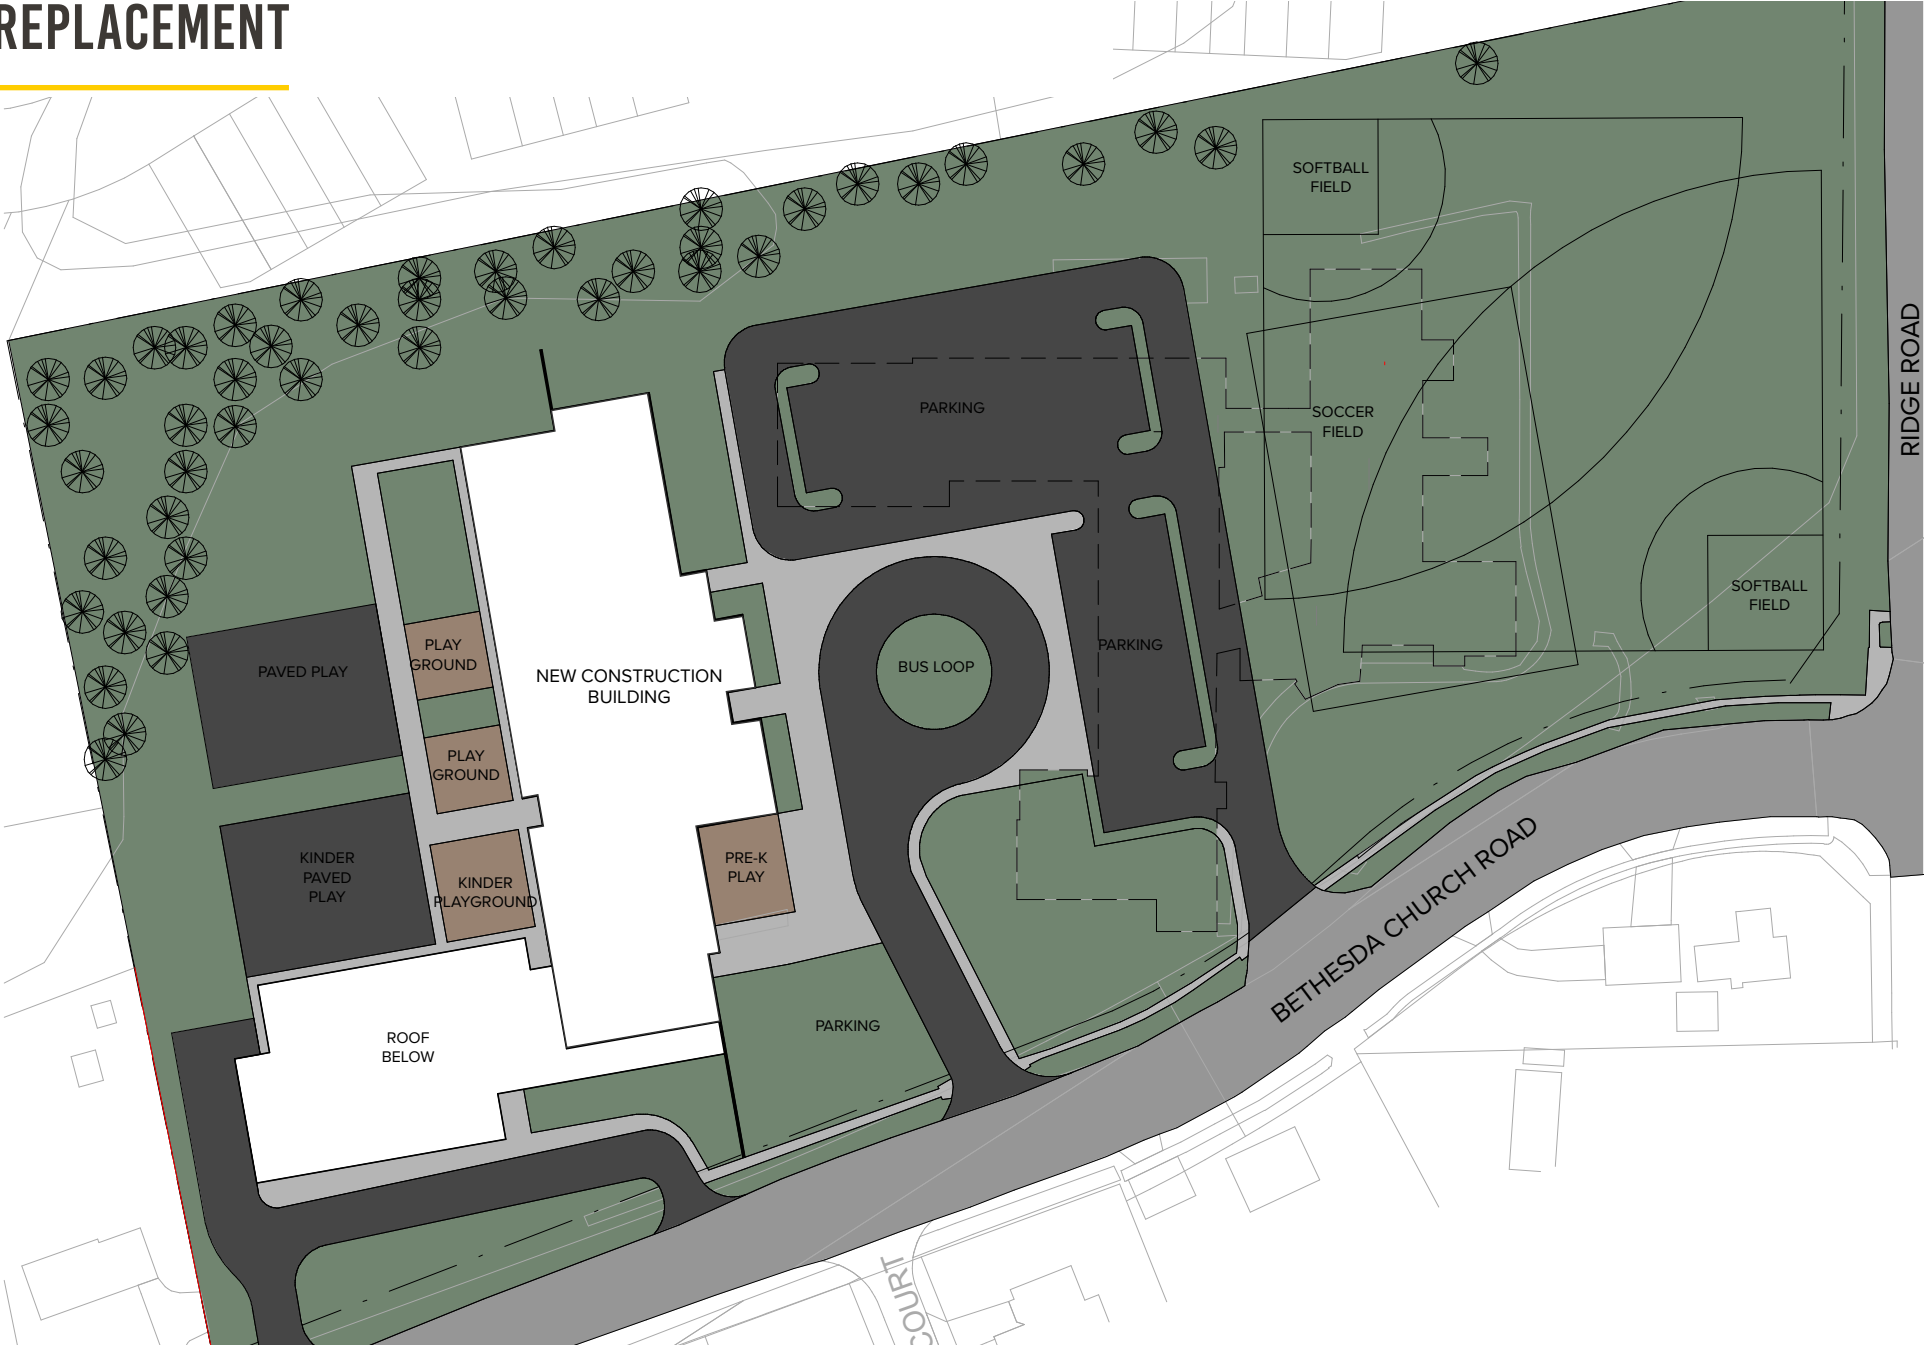 REPLACEMENT
SOFTBALL
FIELD
RIDGE ROAD
PARKING
SOCCER
FIELD
SOFTBALL
FIELD
PLAY
GROUND
PAVED PLAY
NEW CONSTRUCTION
BUILDING
BUS LOOP
PARKING
PLAY
GROUND
KINDER
PAVED
PLAY
KINDER
PLAYGROUND
PRE-K
PLAY
BETHESDA CHURCH ROAD
PARKING
ROOF
BELOW
COURT